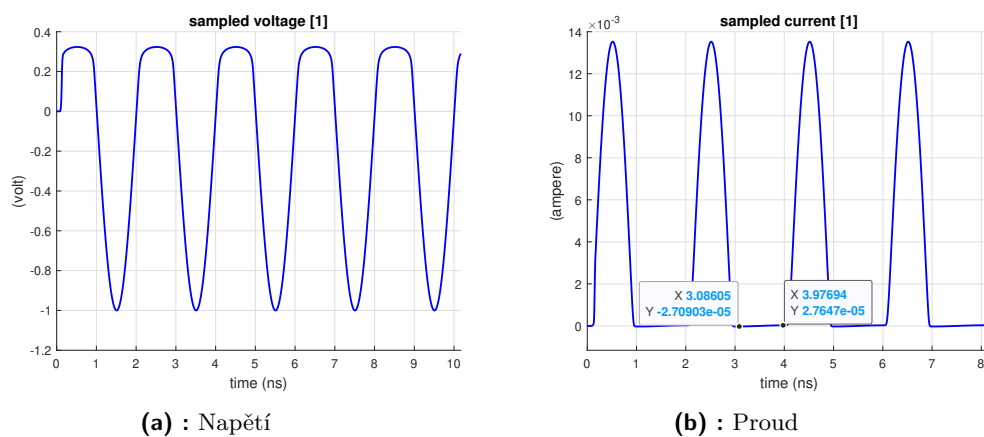 sampled voltage [1]
0.4
0.2
0
-0.2
-0.4
-0.6
-0.8
-1
-1.2
(volt)
0 1 2 3 4 5 6 7 8 9 10
time (ns)
(a) : Napětí
sampled current [1]
×10-3
14
12
10
8
6
4
2
0
(ampere)
X 3.08605
Y -2.70903e-05
X 3.97694
Y 2.7647e-05
0 1 2 3 4 5 6 7 8
time (ns)
(b) : Proud